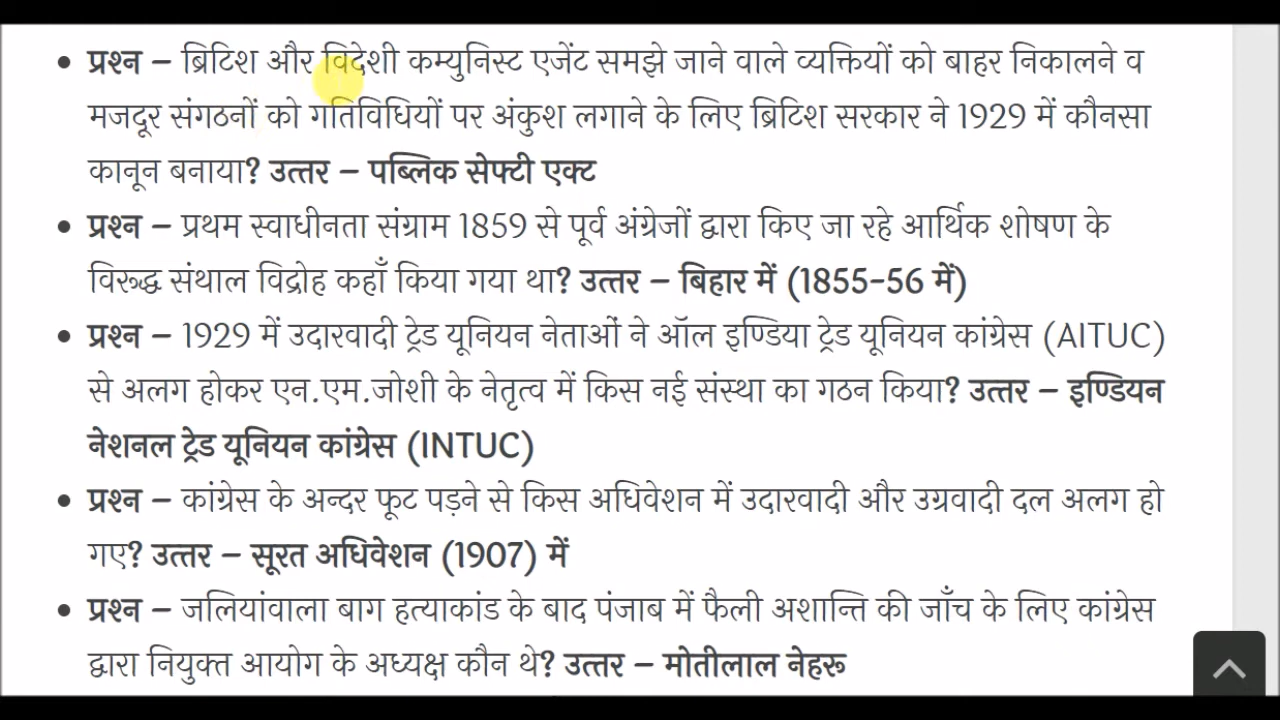 • प्रश्न – ब्रिटिश और विदेशी कम्युनिस्ट एजेंट समझे जाने वाले व्यक्तियों को बाहर निकालने व
मजदूर संगठनों को गतिविधियों पर अंकुश लगाने के लिए ब्रिटिश सरकार ने 1929 में कौनसा
कानून बनाया? उत्तर – पब्लिक सेफ्टी एक्ट
• प्रश्न – प्रथम स्वाधीनता संग्राम 1859 से पूर्व अंग्रेजों द्वारा किए जा रहे आर्थिक शोषण के
विरूद्ध संथाल विद्रोह कहाँ किया गया था? उत्तर – बिहार में (1855-56 में)
• प्रश्न – 1929 में उदारवादी ट्रेड यूनियन नेताओं ने ऑल इण्डिया ट्रेड यूनियन कांग्रेस (AITUC)
से अलग होकर एन.एम.जोशी के नेतृत्व में किस नई संस्था का गठन किया? उत्तर – इण्डियन
नेशनल ट्रेड यूनियन कांग्रेस (INTUC)
• प्रश्न – कांग्रेस के अन्दर फूट पड़ने से किस अधिवेशन में उदारवादी और उग्रवादी दल अलग हो
गए? उत्तर – सूरत अधिवेशन (1907) में
• प्रश्न – जलियांवाला बाग हत्याकांड के बाद पंजाब में फैली अशान्ति की जाँच के लिए कांग्रेस
द्वारा नियुक्त आयोग के अध्यक्ष कौन थे? उत्तर – मोतीलाल नेहरू